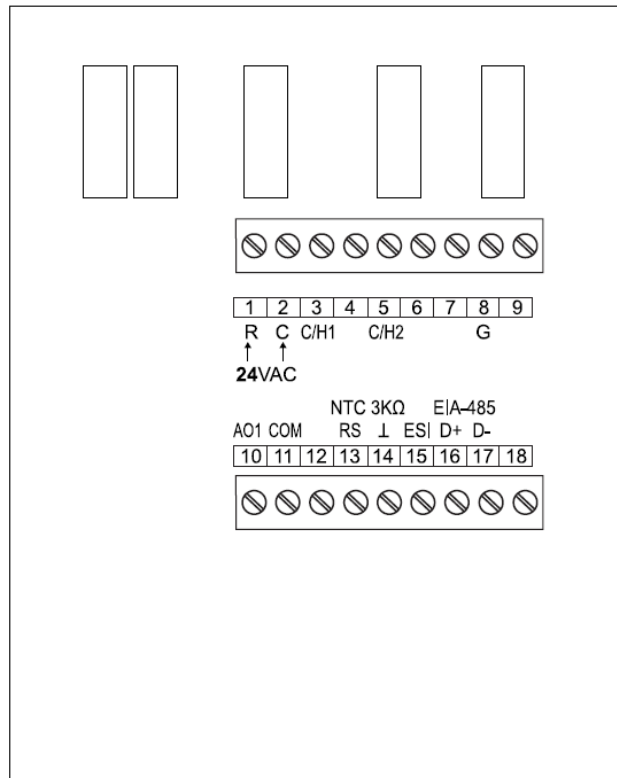 1 2 3 4 5 6 7 8 9
R C C/H1 C/H2 G
24VAC
NTC 3KΩ EIA-485
AO1 COM RS ⊥ ESI D+ D-
10 11 12 13 14 15 16 17 18